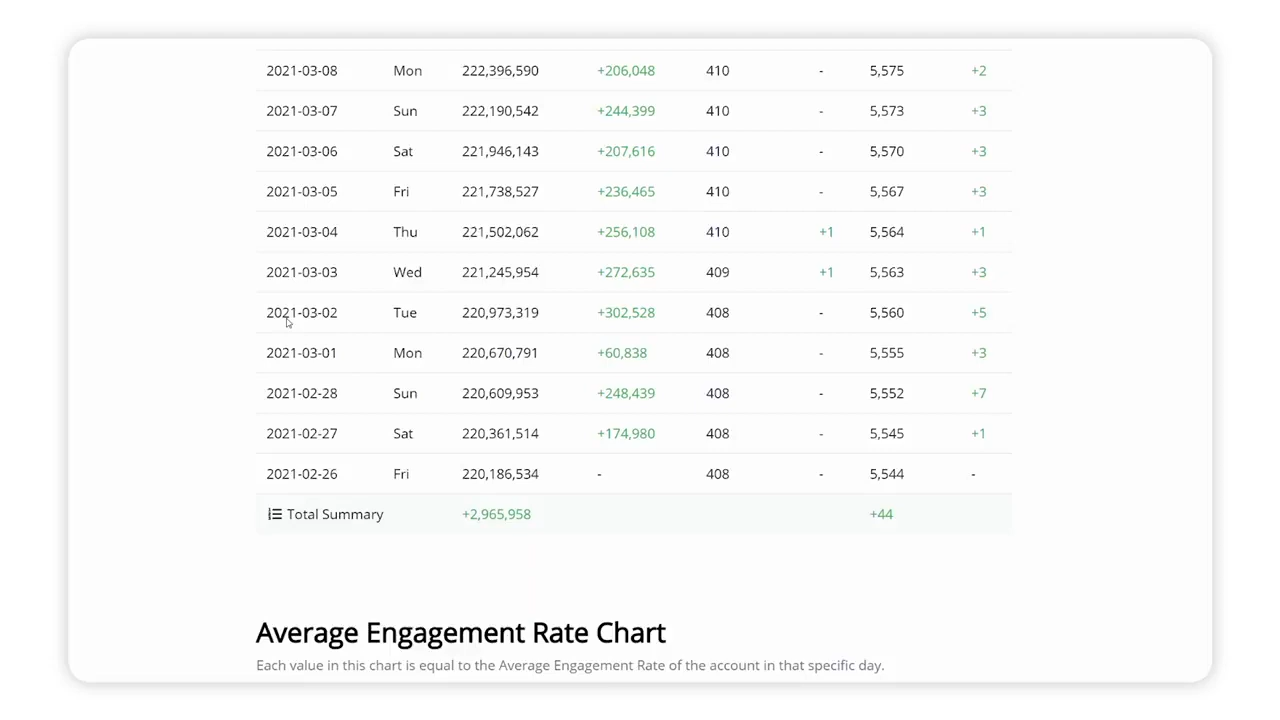 2021-03-08 Mon 222,396,590 +206,048 410 - 5,575 +2
2021-03-07 Sun 222,190,542 +244,399 410 - 5,573 +3
2021-03-06 Sat 221,946,143 +207,616 410 - 5,570 +3
2021-03-05 Fri 221,738,527 +236,465 410 - 5,567 +3
2021-03-04 Thu 221,502,062 +256,108 410 +1 5,564 +1
2021-03-03 Wed 221,245,954 +272,635 409 +1 5,563 +3
2021-03-02 Tue 220,973,319 +302,528 408 - 5,560 +5
2021-03-01 Mon 220,670,791 +60,838 408 - 5,555 +3
2021-02-28 Sun 220,609,953 +248,439 408 - 5,552 +7
2021-02-27 Sat 220,361,514 +174,980 408 - 5,545 +1
2021-02-26 Fri 220,186,534 - 408 - 5,544 -
Total Summary +2,965,958 +44
Average Engagement Rate Chart
Each value in this chart is equal to the Average Engagement Rate of the account in that specific day.